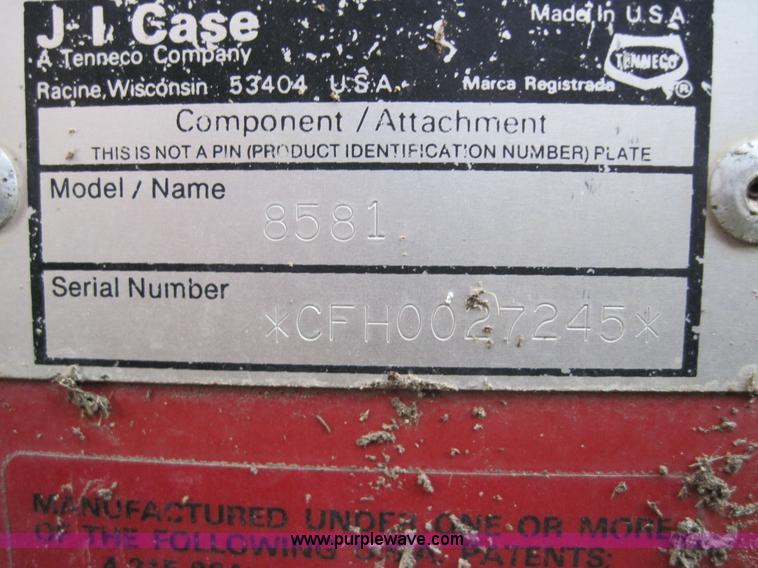 J I Case
A Tenneco Company
Racine, Wisconsin 53404 U.S.A.
Made In U.S.A
TENNECO
Marca Registrada ®
Component / Attachment
THIS IS NOT A PIN (PRODUCT IDENTIFICATION NUMBER) PLATE
Model / Name
8581
Serial Number
*CFH0027245*
MANUFACTURED UNDER ONE OR MORE
OF THE FOLLOWING U.S.A. PATENTS:
www.purplewave.com